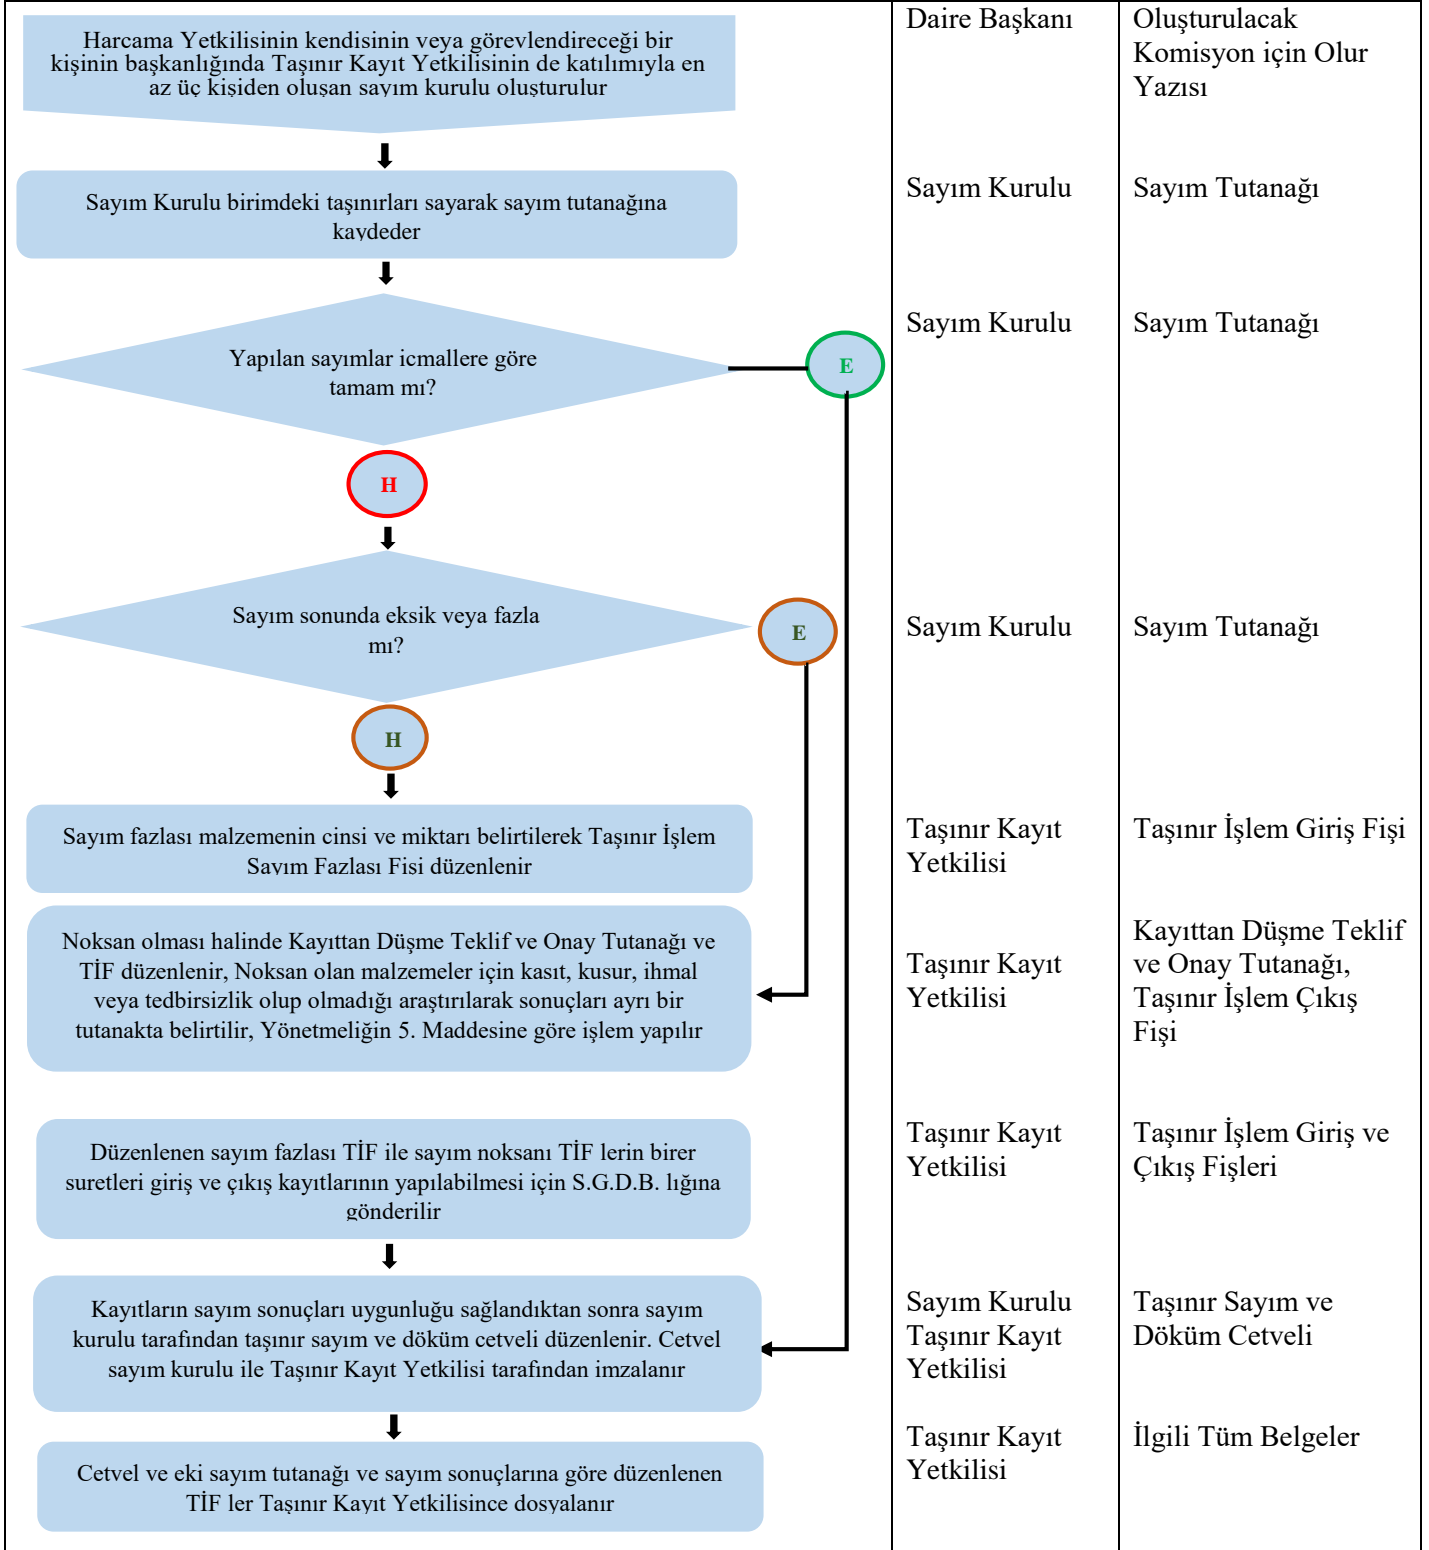 Harcama Yetkilisinin kendisinin veya görevlendireceği bir
kişinin başkanlığında Taşınır Kayıt Yetkilisinin de katılımıyla en
az üç kişiden oluşan sayım kurulu oluşturulur
Daire Başkanı
Oluşturulacak
Komisyon için Olur
Yazısı
Sayım Kurulu birimdeki taşınırları sayarak sayım tutanağına
kaydeder
Sayım Kurulu
Sayım Tutanağı
Yapılan sayımlar icmallere göre
tamam mı?
E
H
Sayım Kurulu
Sayım Tutanağı
Sayım sonunda eksik veya fazla
mı?
E
H
Sayım Kurulu
Sayım Tutanağı
Sayım fazlası malzemenin cinsi ve miktarı belirtilerek Taşınır İşlem
Sayım Fazlası Fişi düzenlenir
Taşınır Kayıt
Yetkilisi
Taşınır İşlem Giriş Fişi
Noksan olması halinde Kayıttan Düşme Teklif ve Onay Tutanağı ve
TİF düzenlenir, Noksan olan malzemeler için kasıt, kusur, ihmal
veya tedbirsizlik olup olmadığı araştırılarak sonuçları ayrı bir
tutanakta belirtilir, Yönetmeliğin 5. Maddesine göre işlem yapılır
Taşınır Kayıt
Yetkilisi
Kayıttan Düşme Teklif
ve Onay Tutanağı,
Taşınır İşlem Çıkış
Fişi
Düzenlenen sayım fazlası TİF ile sayım noksanı TİF lerin birer
suretleri giriş ve çıkış kayıtlarının yapılabilmesi için S.G.D.B. lığına
gönderilir
Taşınır Kayıt
Yetkilisi
Taşınır İşlem Giriş ve
Çıkış Fişleri
Kayıtların sayım sonuçları uygunluğu sağlandıktan sonra sayım
kurulu tarafından taşınır sayım ve döküm cetveli düzenlenir. Cetvel
sayım kurulu ile Taşınır Kayıt Yetkilisi tarafından imzalanır
Sayım Kurulu
Taşınır Kayıt
Yetkilisi
Taşınır Sayım ve
Döküm Cetveli
Cetvel ve eki sayım tutanağı ve sayım sonuçlarına göre düzenlenen
TİF ler Taşınır Kayıt Yetkilisince dosyalanır
Taşınır Kayıt
Yetkilisi
İlgili Tüm Belgeler